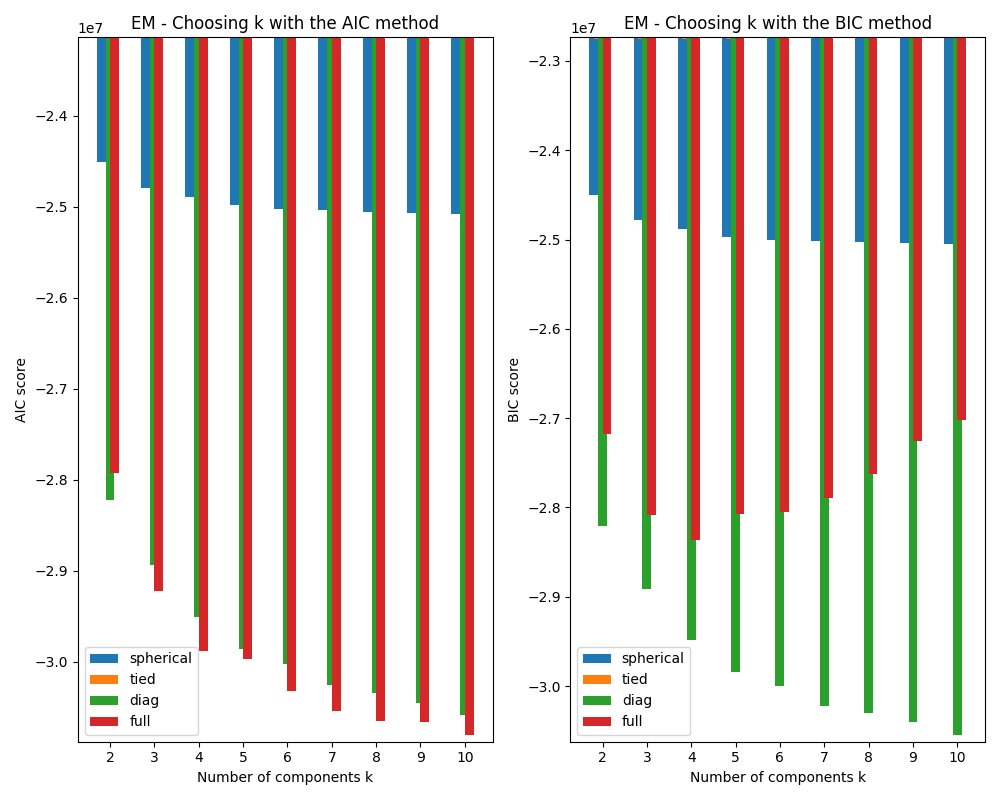 EM - Choosing k with the AIC method
1e7
−2.4
−2.5
−2.6
−2.7
−2.8
−2.9
−3.0
AIC score
spherical
tied
diag
full
2 3 4 5 6 7 8 9 10
Number of components k
EM - Choosing k with the BIC method
1e7
−2.3
−2.4
−2.5
−2.6
−2.7
−2.8
−2.9
−3.0
BIC score
spherical
tied
diag
full
2 3 4 5 6 7 8 9 10
Number of components k